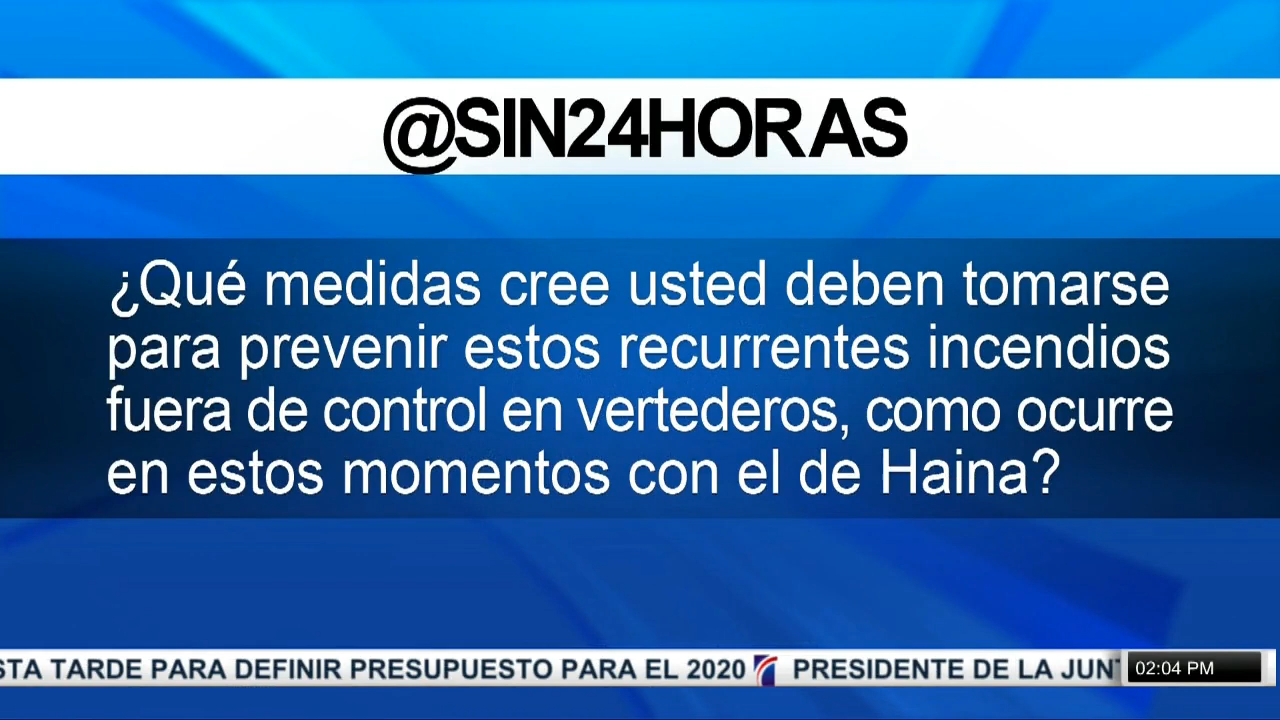 @SIN24HORAS
¿Qué medidas cree usted deben tomarse
para prevenir estos recurrentes incendios
fuera de control en vertederos, como ocurre
en estos momentos con el de Haina?
STA TARDE PARA DEFINIR PRESUPUESTO PARA EL 2020 PRESIDENTE DE LA JUNT
02:04 PM